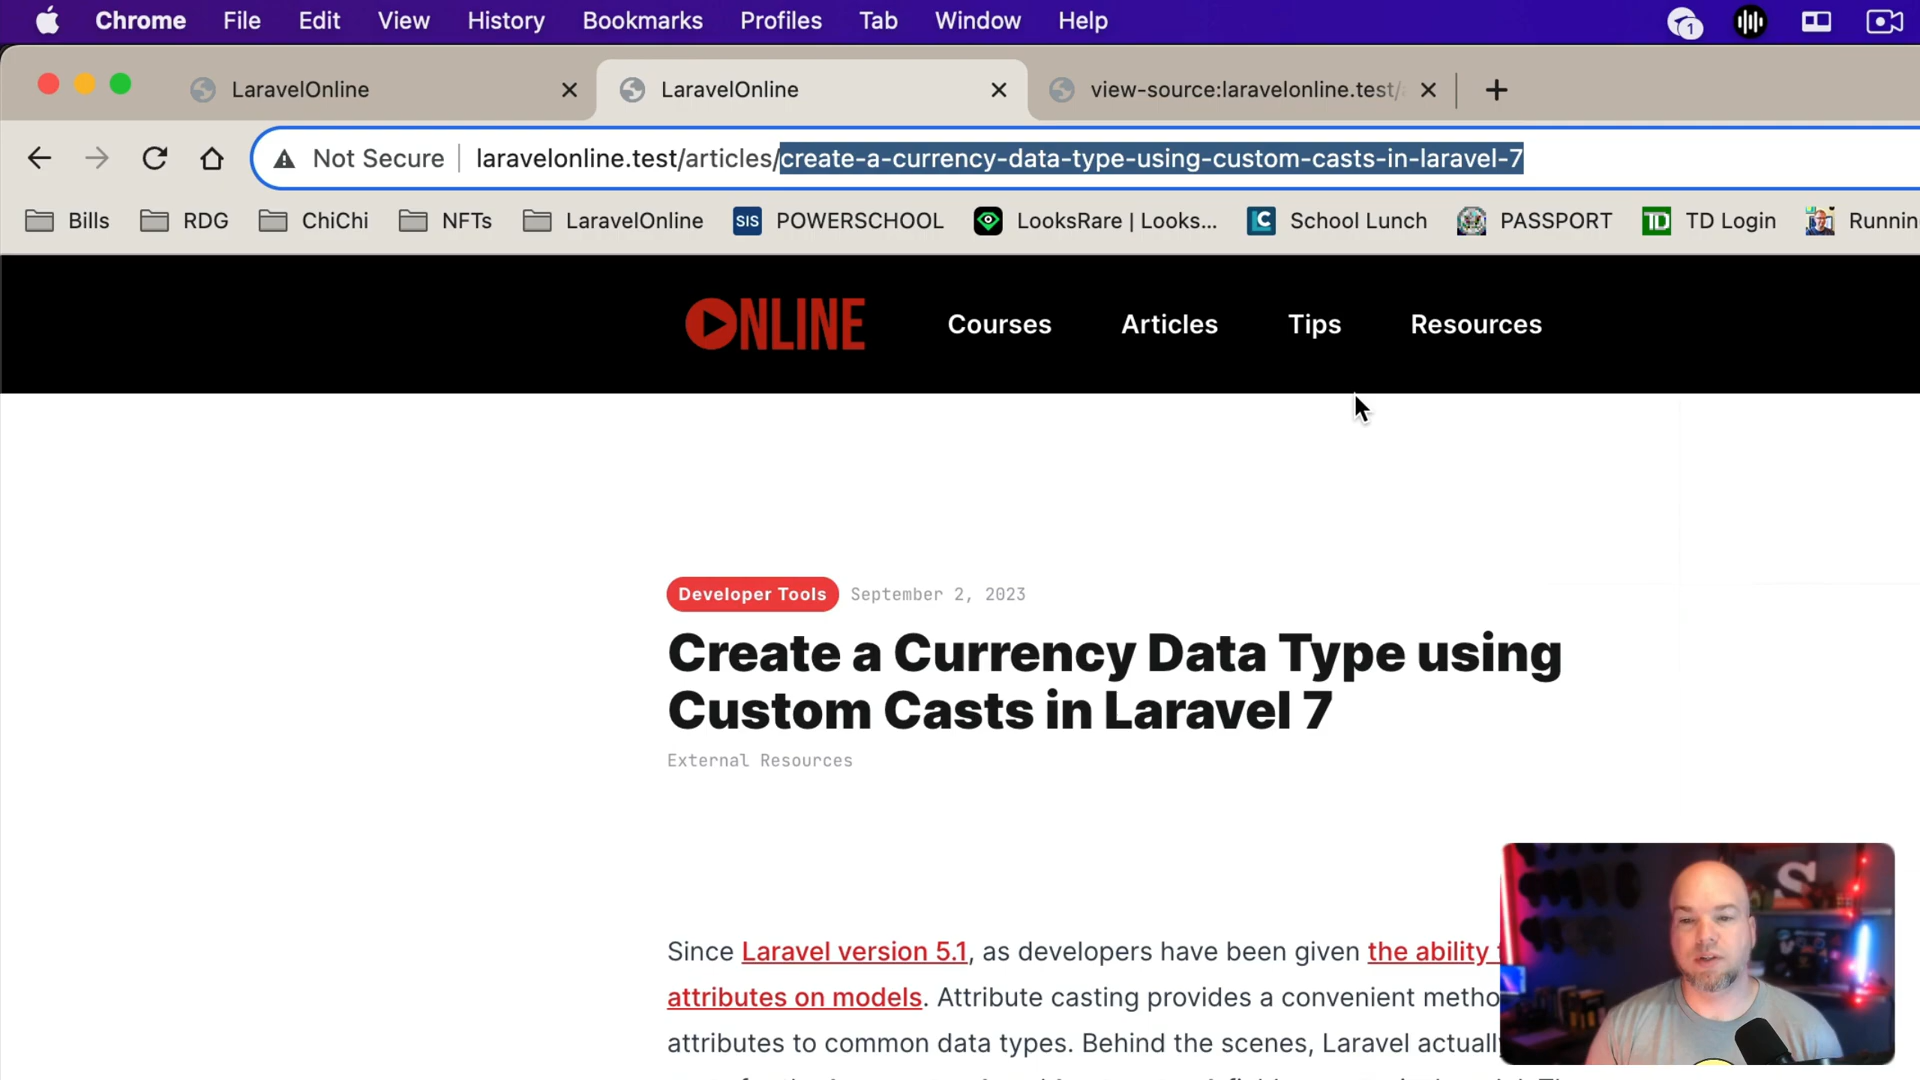 Chrome File Edit View History Bookmarks Profiles Tab Window Help
1
LaravelOnline
LaravelOnline
view-source:laravelonline.test/
Not Secure
laravelonline.test/articles/create-a-currency-data-type-using-custom-casts-in-laravel-7
Bills RDG ChiChi NFTs LaravelOnline SIS POWERSCHOOL LooksRare | Looks... LC School Lunch PASSPORT TD TD Login Runnin
ONLINE Courses Articles Tips Resources
Developer Tools September 2, 2023
Create a Currency Data Type using
Custom Casts in Laravel 7
External Resources
Since Laravel version 5.1, as developers have been given the ability
attributes on models. Attribute casting provides a convenient metho
attributes to common data types. Behind the scenes, Laravel actuall
S